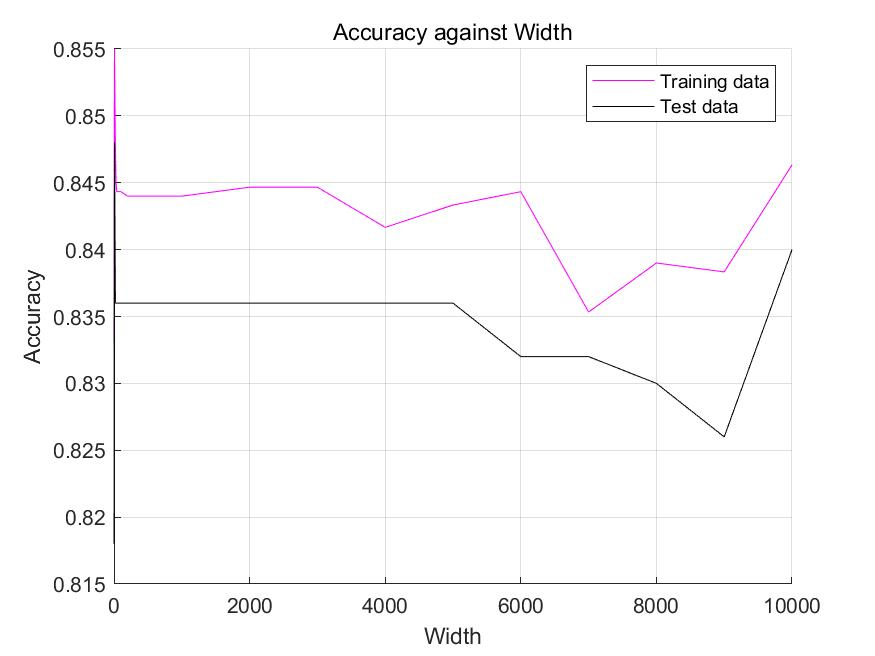 Accuracy against Width
Training data
Test data
0.855
0.85
0.845
0.84
0.835
0.83
0.825
0.82
0.815
Accuracy
0 2000 4000 6000 8000 10000
Width